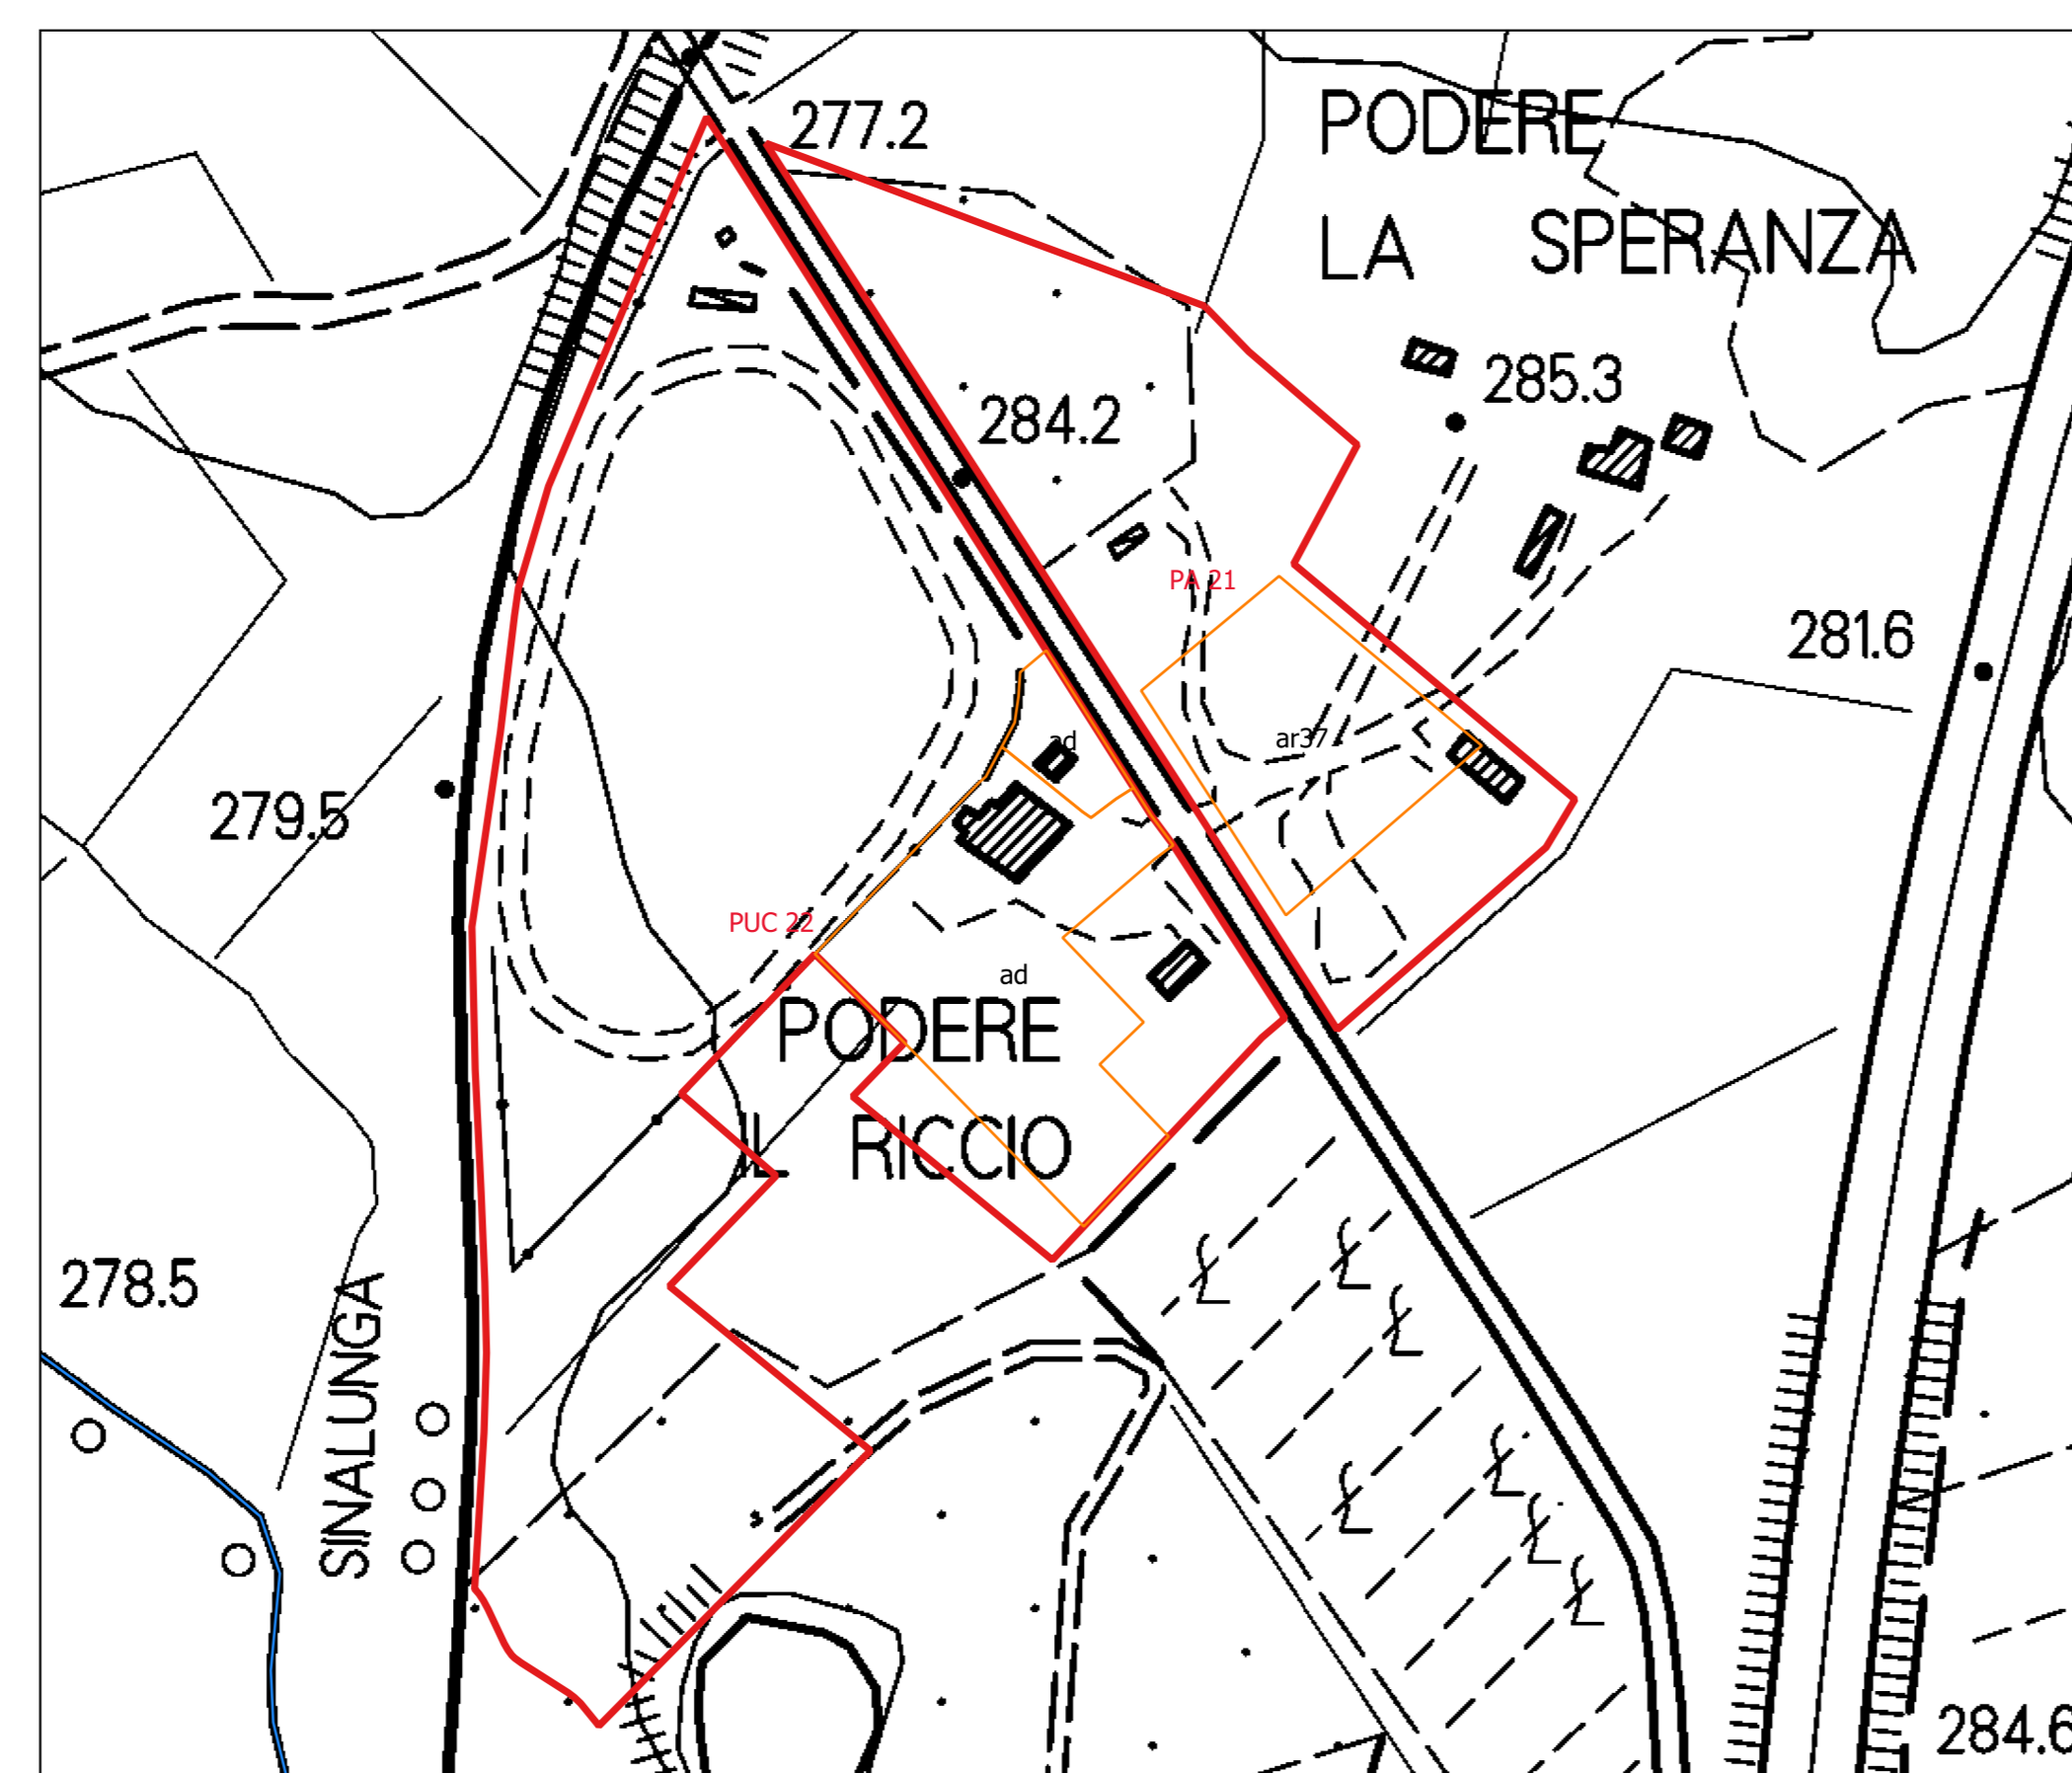 277.2
PODERE
LA SPERANZA
285.3
284.2
PA 21
281.6
ad
ar37
279.5
PUC 22
ad
PODERE
IL RICCIO
278.5
SINALUNGA
284.6